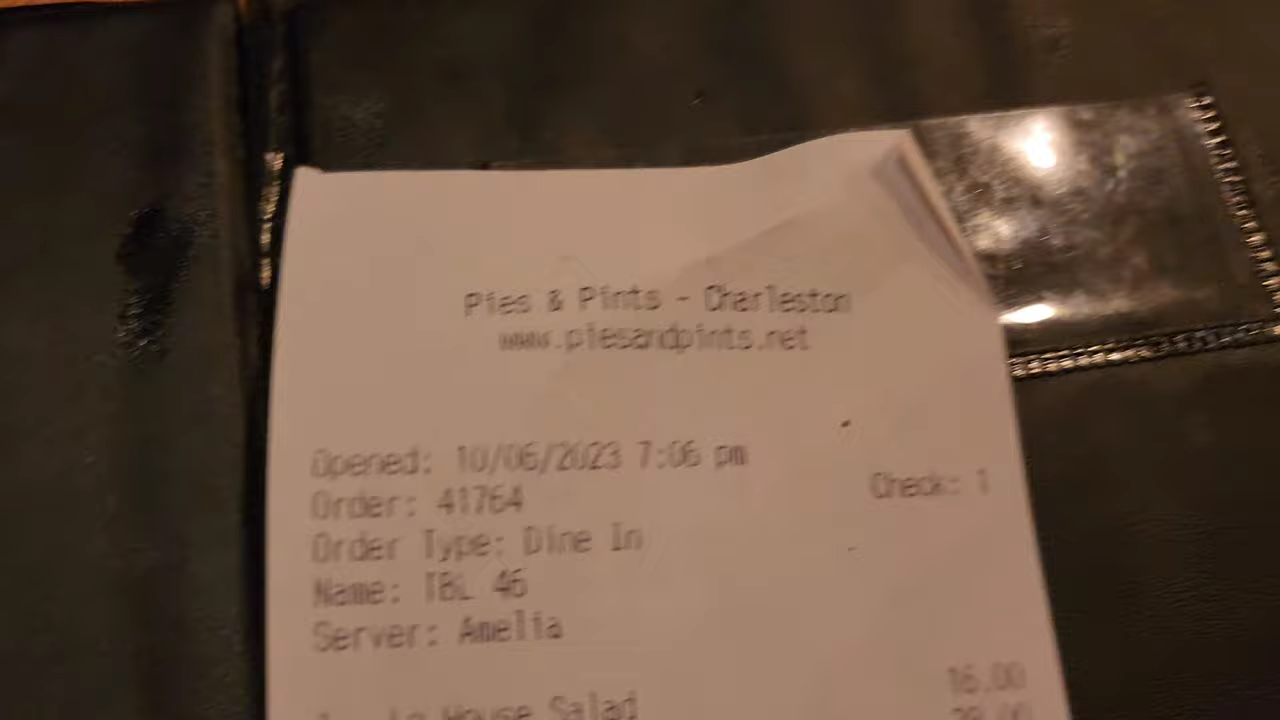 Pies & Pints - Charleston
www.piesandpints.net
Opened: 10/06/2023 7:06 pm
Check: 1
Order: 41764
Order Type: Dine In
Name: TBL 46
Server: Amelia
16.00
House Salad